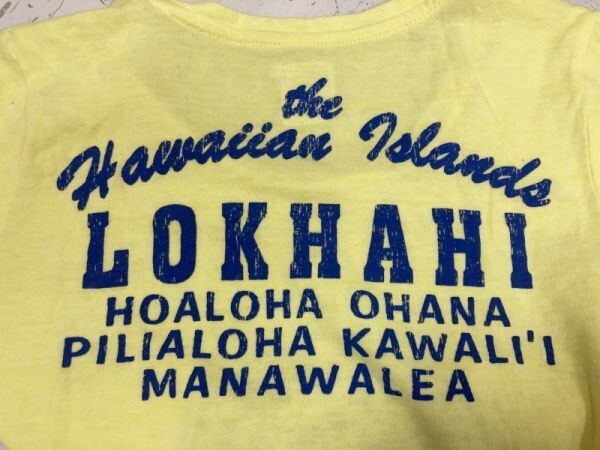 the
Hawaiian Islands
LOKHAHI
HOALOHA OHANA
PILIALOHA KAWALI'I
MANAWALEA